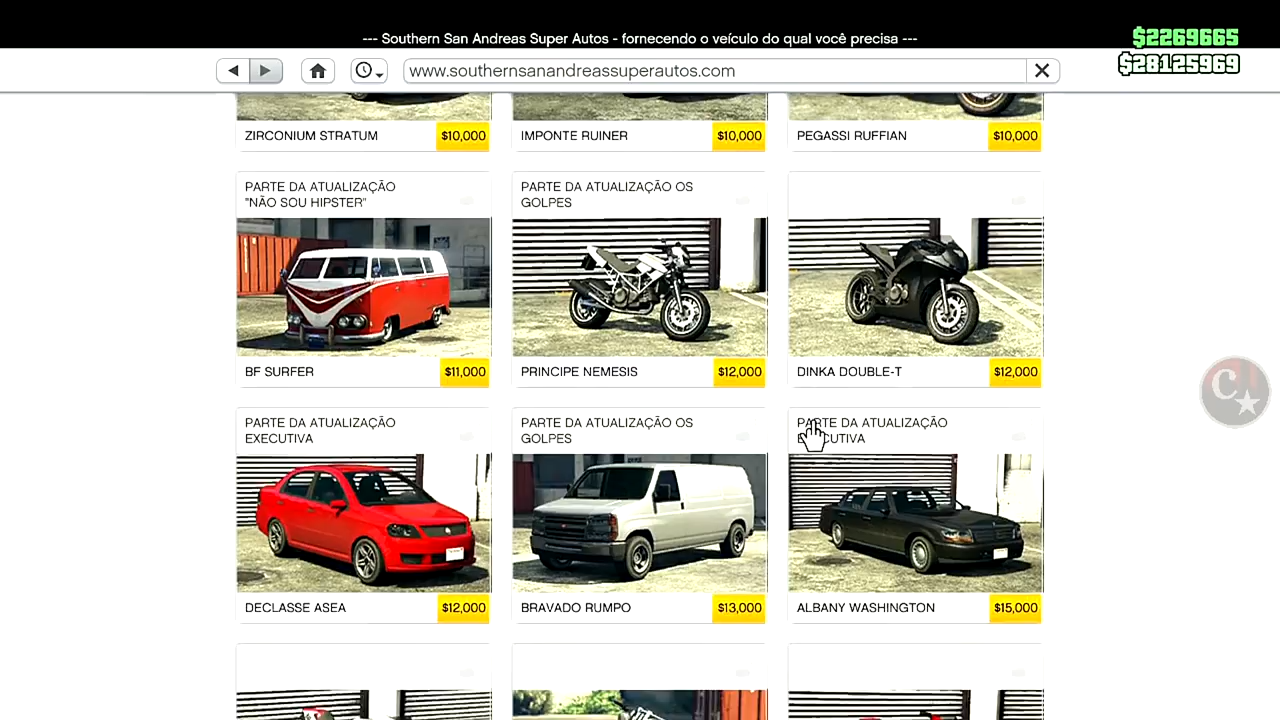 --- Southern San Andreas Super Autos - fornecendo o veículo do qual você precisa ---
$2269665
$28125969
www.southernsanandreassuperautos.com
ZIRCONIUM STRATUM $10,000
IMPONTE RUINER $10,000
PEGASSI RUFFIAN $10,000
PARTE DA ATUALIZAÇÃO
"NÃO SOU HIPSTER"
PARTE DA ATUALIZAÇÃO OS
GOLPES
BF SURFER $11,000
PRINCIPE NEMESIS $12,000
DINKA DOUBLE-T $12,000
PARTE DA ATUALIZAÇÃO
EXECUTIVA
PARTE DA ATUALIZAÇÃO OS
GOLPES
PARTE DA ATUALIZAÇÃO
EXECUTIVA
DECLASSE ASEA $12,000
BRAVADO RUMPO $13,000
ALBANY WASHINGTON $15,000
C